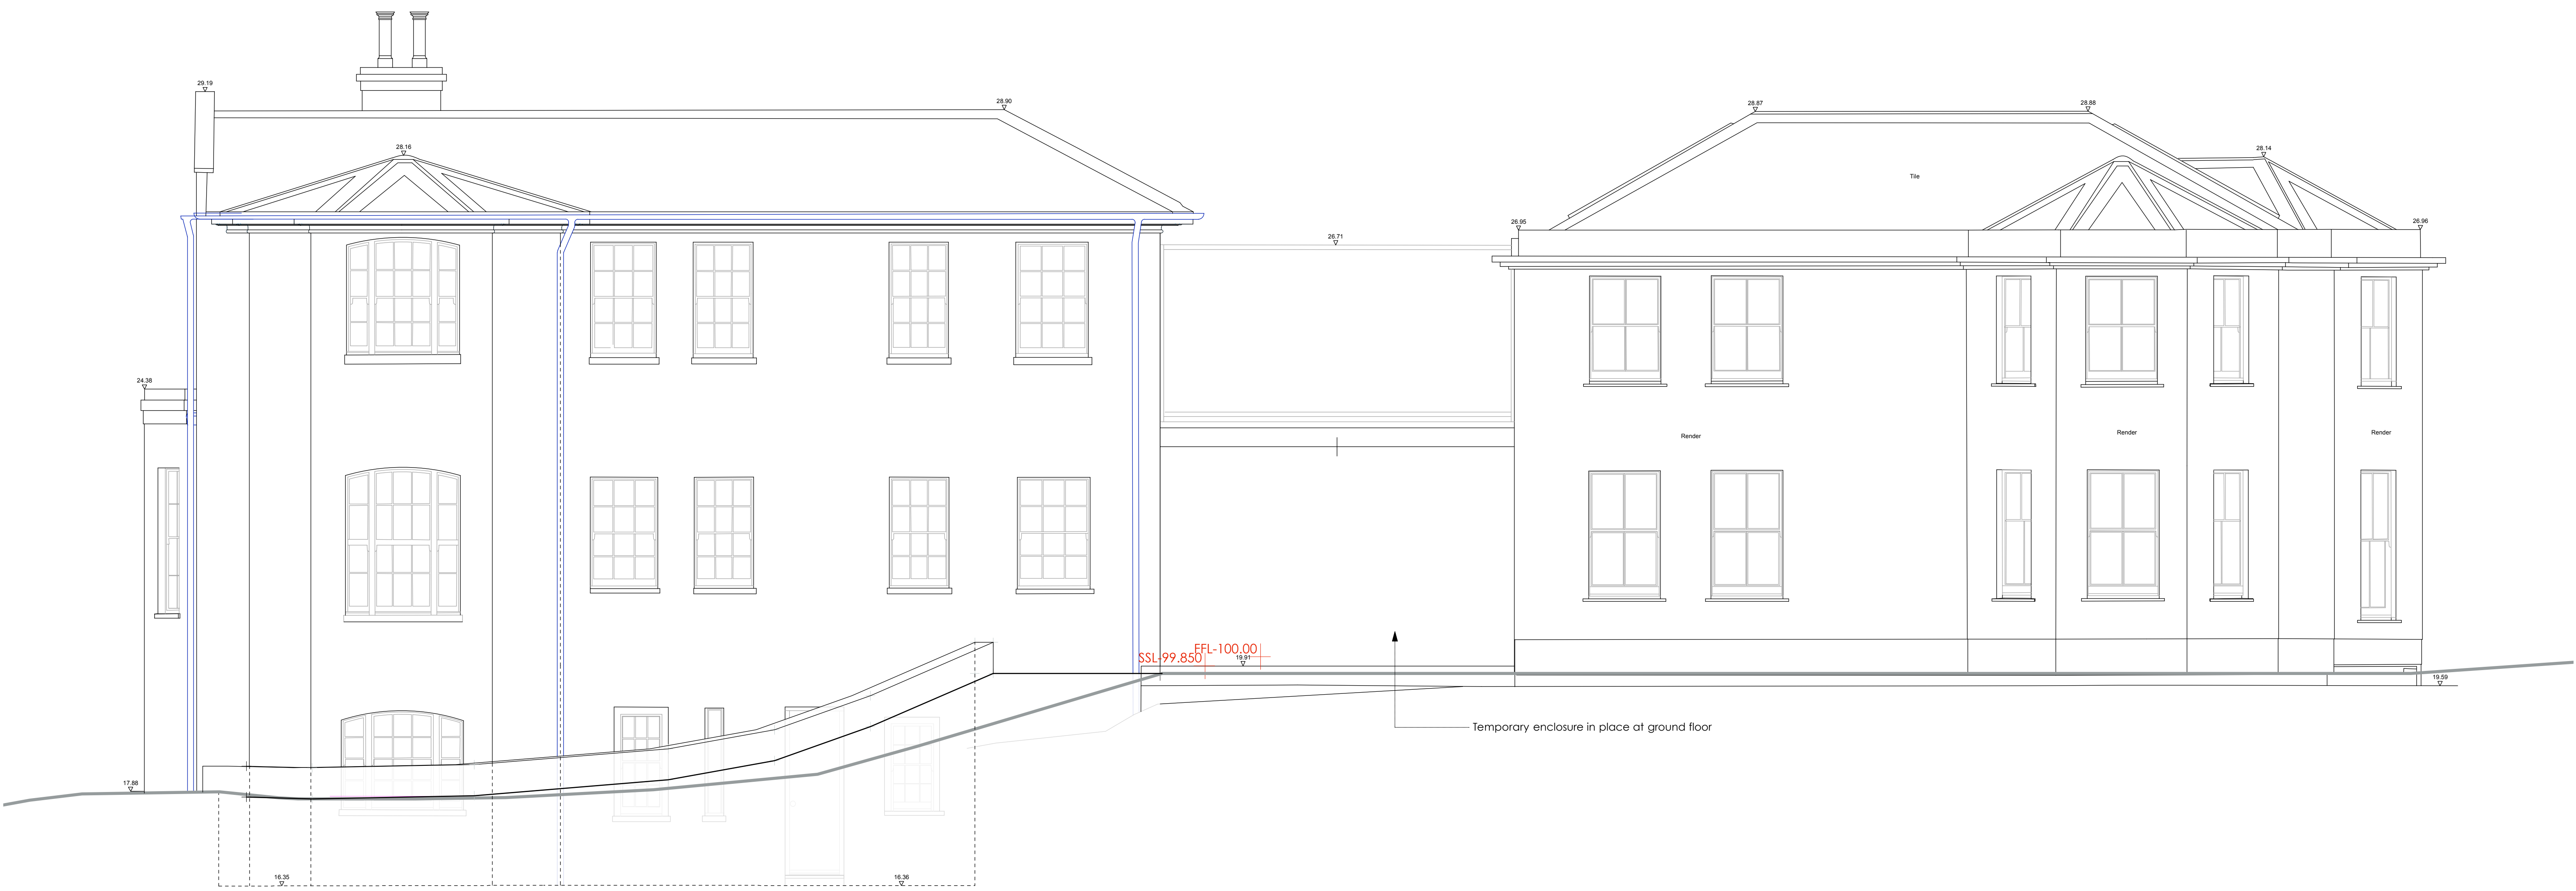 29.19
28.90
28.87
28.88
28.16
28.14
Tile
26.95
26.96
26.71
24.38
Render
Render
Render
FFL-100.00
SSL-99.850
19.91
19.59
Temporary enclosure in place at ground floor
17.88
16.35
16.36